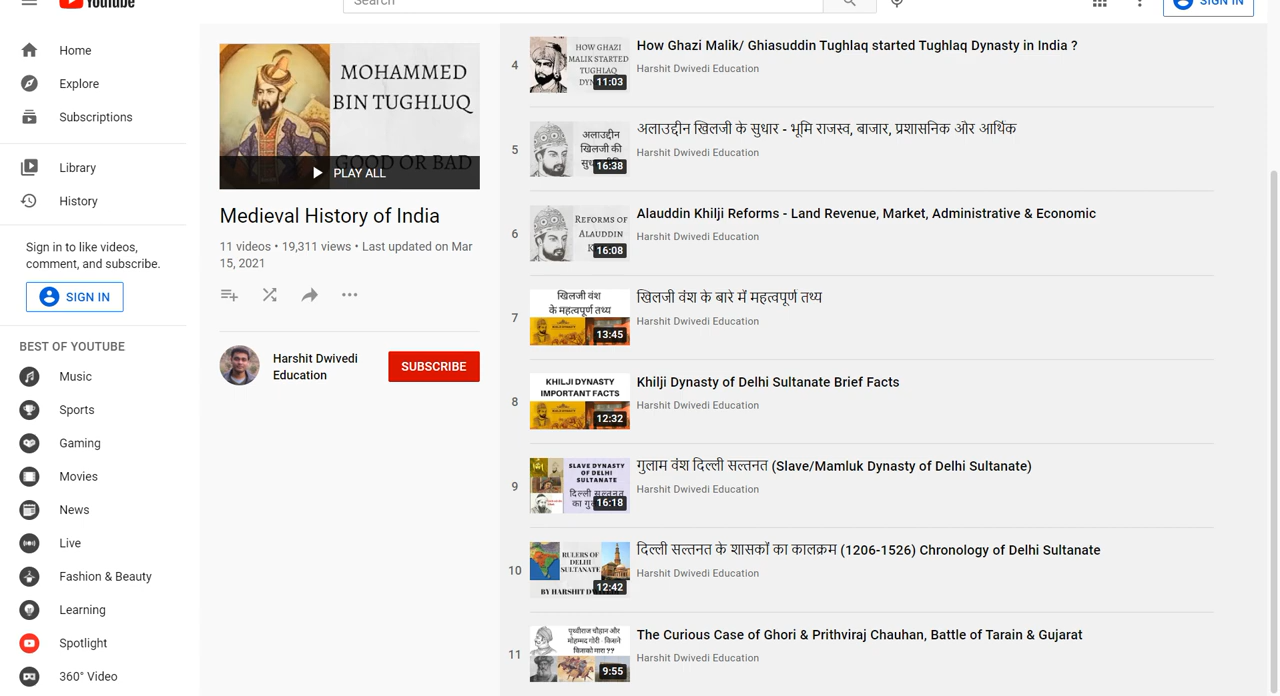 YouTube
Search
SIGN IN
Home
Explore
Subscriptions
Library
History
Sign in to like videos,
comment, and subscribe.
SIGN IN
BEST OF YOUTUBE
Music
Sports
Gaming
Movies
News
Live
Fashion & Beauty
Learning
Spotlight
360° Video
MOHAMMED
BIN TUGHLUQ
GOOD OR BAD
PLAY ALL
Medieval History of India
11 videos • 19,311 views • Last updated on Mar
15, 2021
Harshit Dwivedi
Education
SUBSCRIBE
4
HOW GHAZI
MALIK STARTED
TUGHLAQ
11:03
How Ghazi Malik/ Ghiasuddin Tughlaq started Tughlaq Dynasty in India ?
Harshit Dwivedi Education
5
अलाउद्दीन
खिलजी की
16:38
अलाउद्दीन खिलजी के सुधार - भूमि राजस्व, बाजार, प्रशासनिक और आर्थिक
Harshit Dwivedi Education
6
REFORMS OF
ALAUDDIN
16:08
Alauddin Khilji Reforms - Land Revenue, Market, Administrative & Economic
Harshit Dwivedi Education
7
खिलजी वंश
के महत्वपूर्ण तथ्य
13:45
खिलजी वंश के बारे में महत्वपूर्ण तथ्य
Harshit Dwivedi Education
8
KHILJI DYNASTY
IMPORTANT FACTS
12:32
Khilji Dynasty of Delhi Sultanate Brief Facts
Harshit Dwivedi Education
9
SLAVE DYNASTY
OF DELHI
SULTANATE
दिल्ली सल्तनत
16:18
गुलाम वंश दिल्ली सल्तनत (Slave/Mamluk Dynasty of Delhi Sultanate)
Harshit Dwivedi Education
10
RULERS OF
DELHI
SULTANATE
BY HARSHIT
12:42
दिल्ली सल्तनत के शासकों का कालक्रम (1206-1526) Chronology of Delhi Sultanate
Harshit Dwivedi Education
11
पृथ्वीराज चौहान और
मोहम्मद गोरी किसने
किसको मारा ??
9:55
The Curious Case of Ghori & Prithviraj Chauhan, Battle of Tarain & Gujarat
Harshit Dwivedi Education